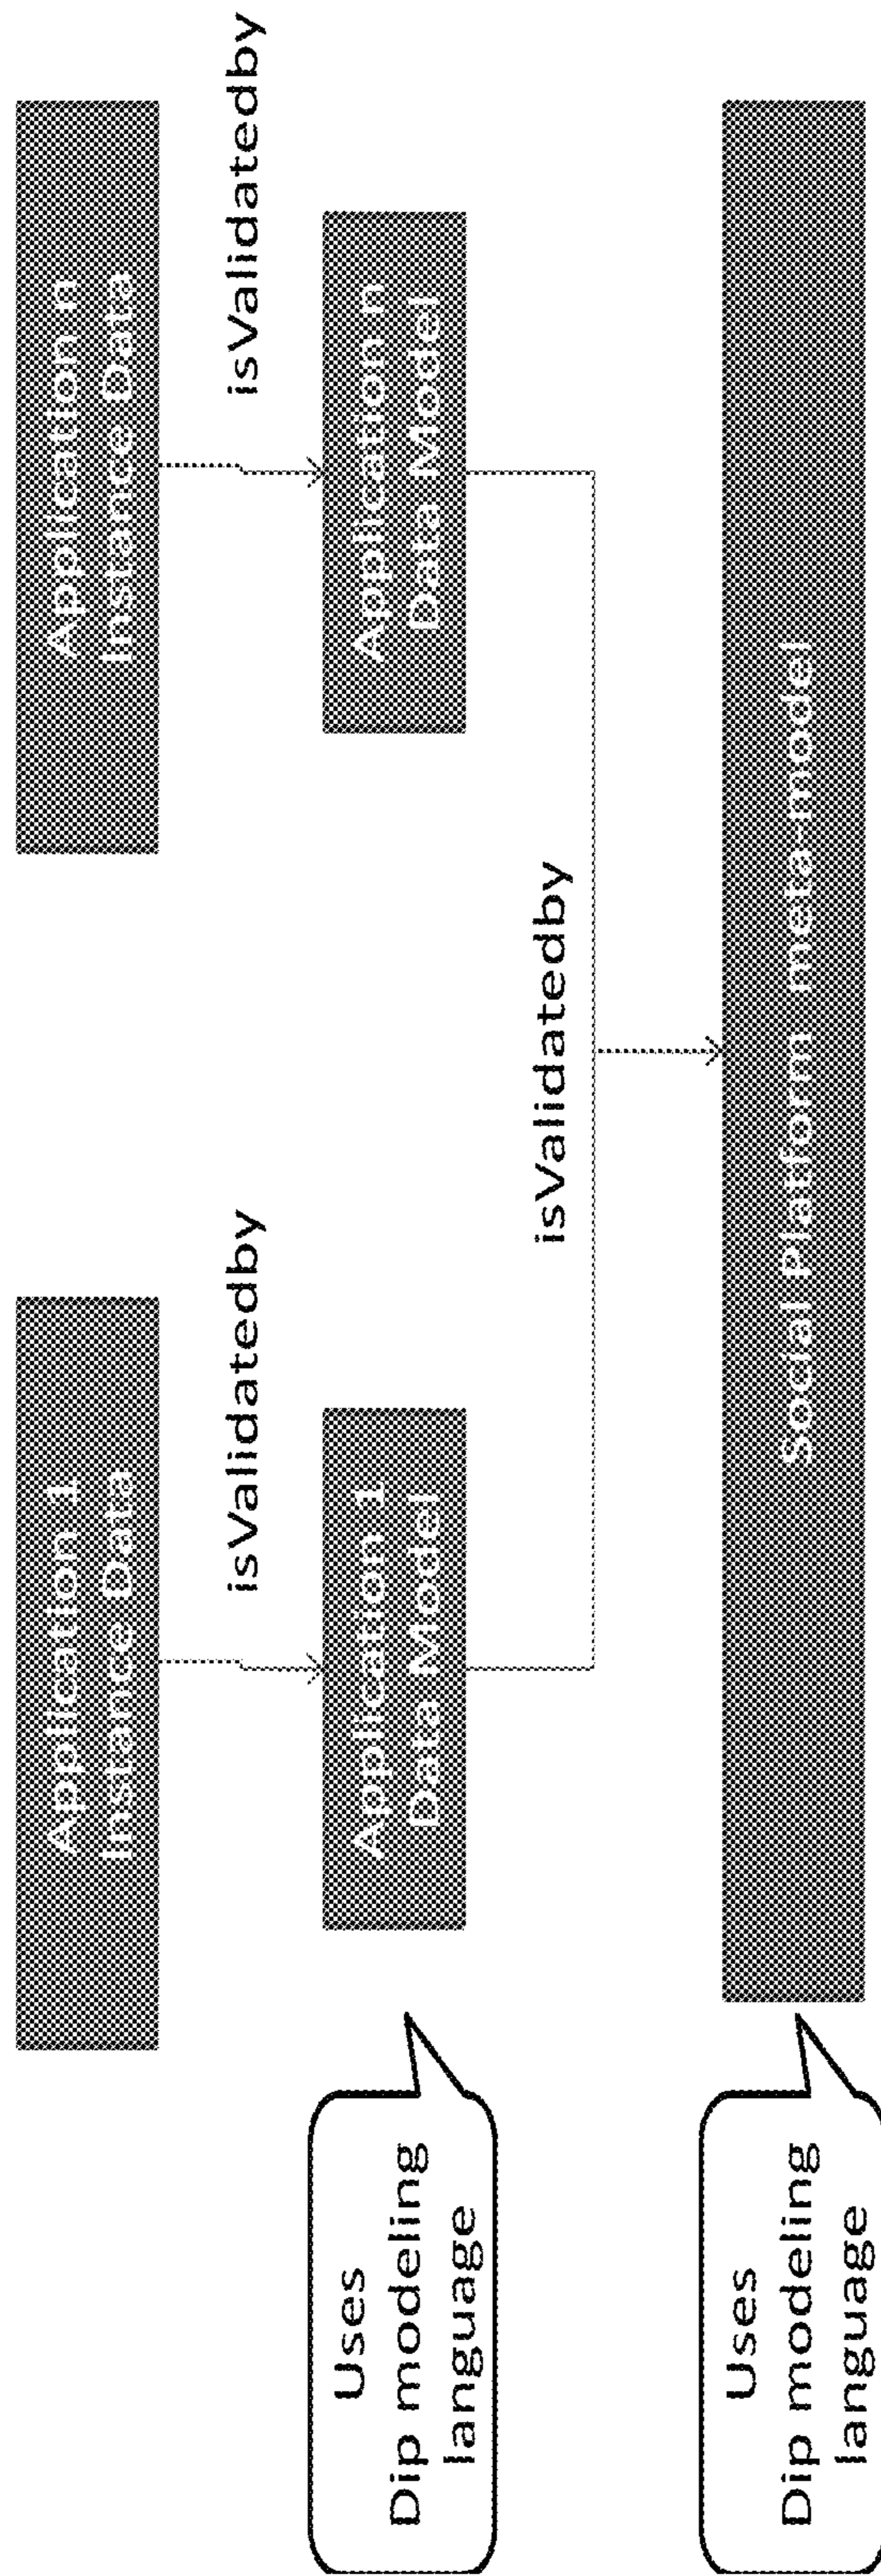 Application 1
Instance Data
Application n
Instance Data
isValidatedby
isValidatedby
Uses
Dip modeling
language
Application 1
Data Model
Application n
Data Model
isValidatedby
Uses
Dip modeling
language
Social Platform meta-model